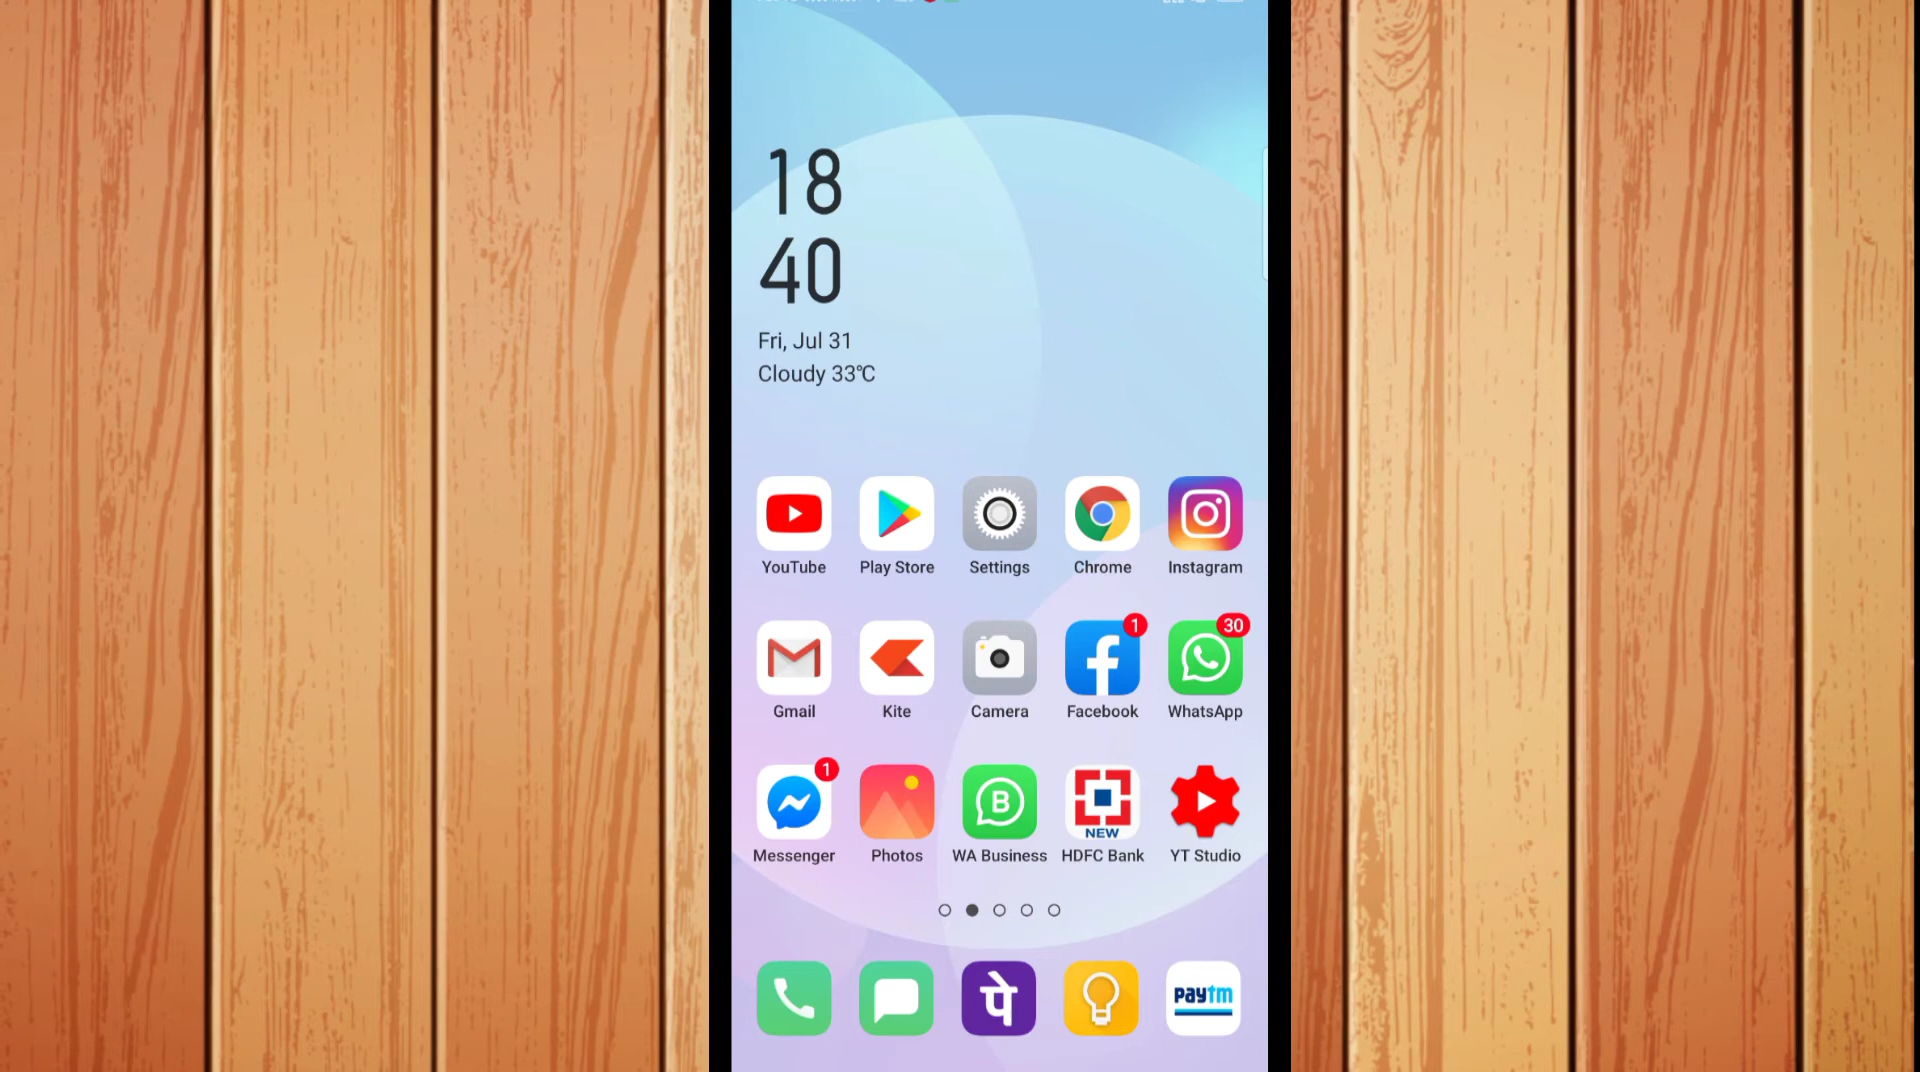 18
40
Fri, Jul 31
Cloudy 33℃
YouTube Play Store Settings Chrome Instagram
1 30
Gmail Kite Camera Facebook WhatsApp
1
B
NEW
Messenger Photos WA Business HDFC Bank YT Studio
पे paytm